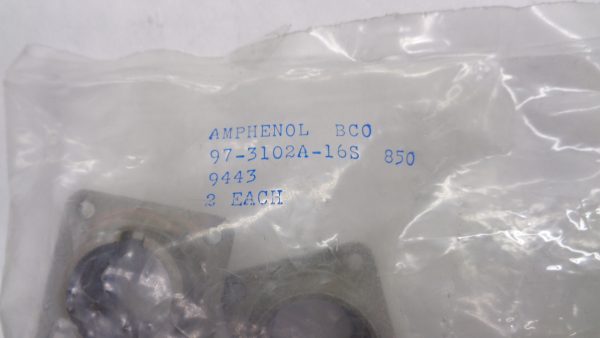 AMPHENOL BCO
97-3102A-16S 850
9443
2 EACH